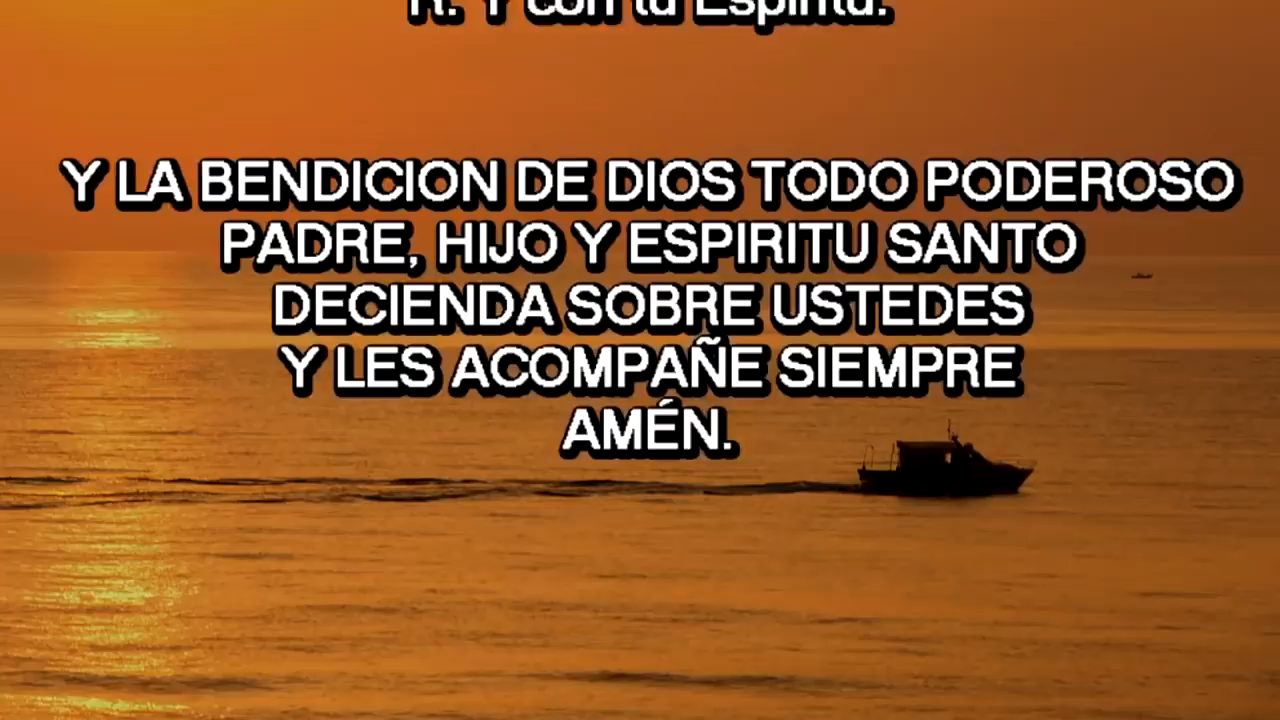 R. Y con tu Espíritu.
Y LA BENDICION DE DIOS TODO PODEROSO
PADRE, HIJO Y ESPIRITU SANTO
DECIENDA SOBRE USTEDES
Y LES ACOMPAÑE SIEMPRE
AMÉN.